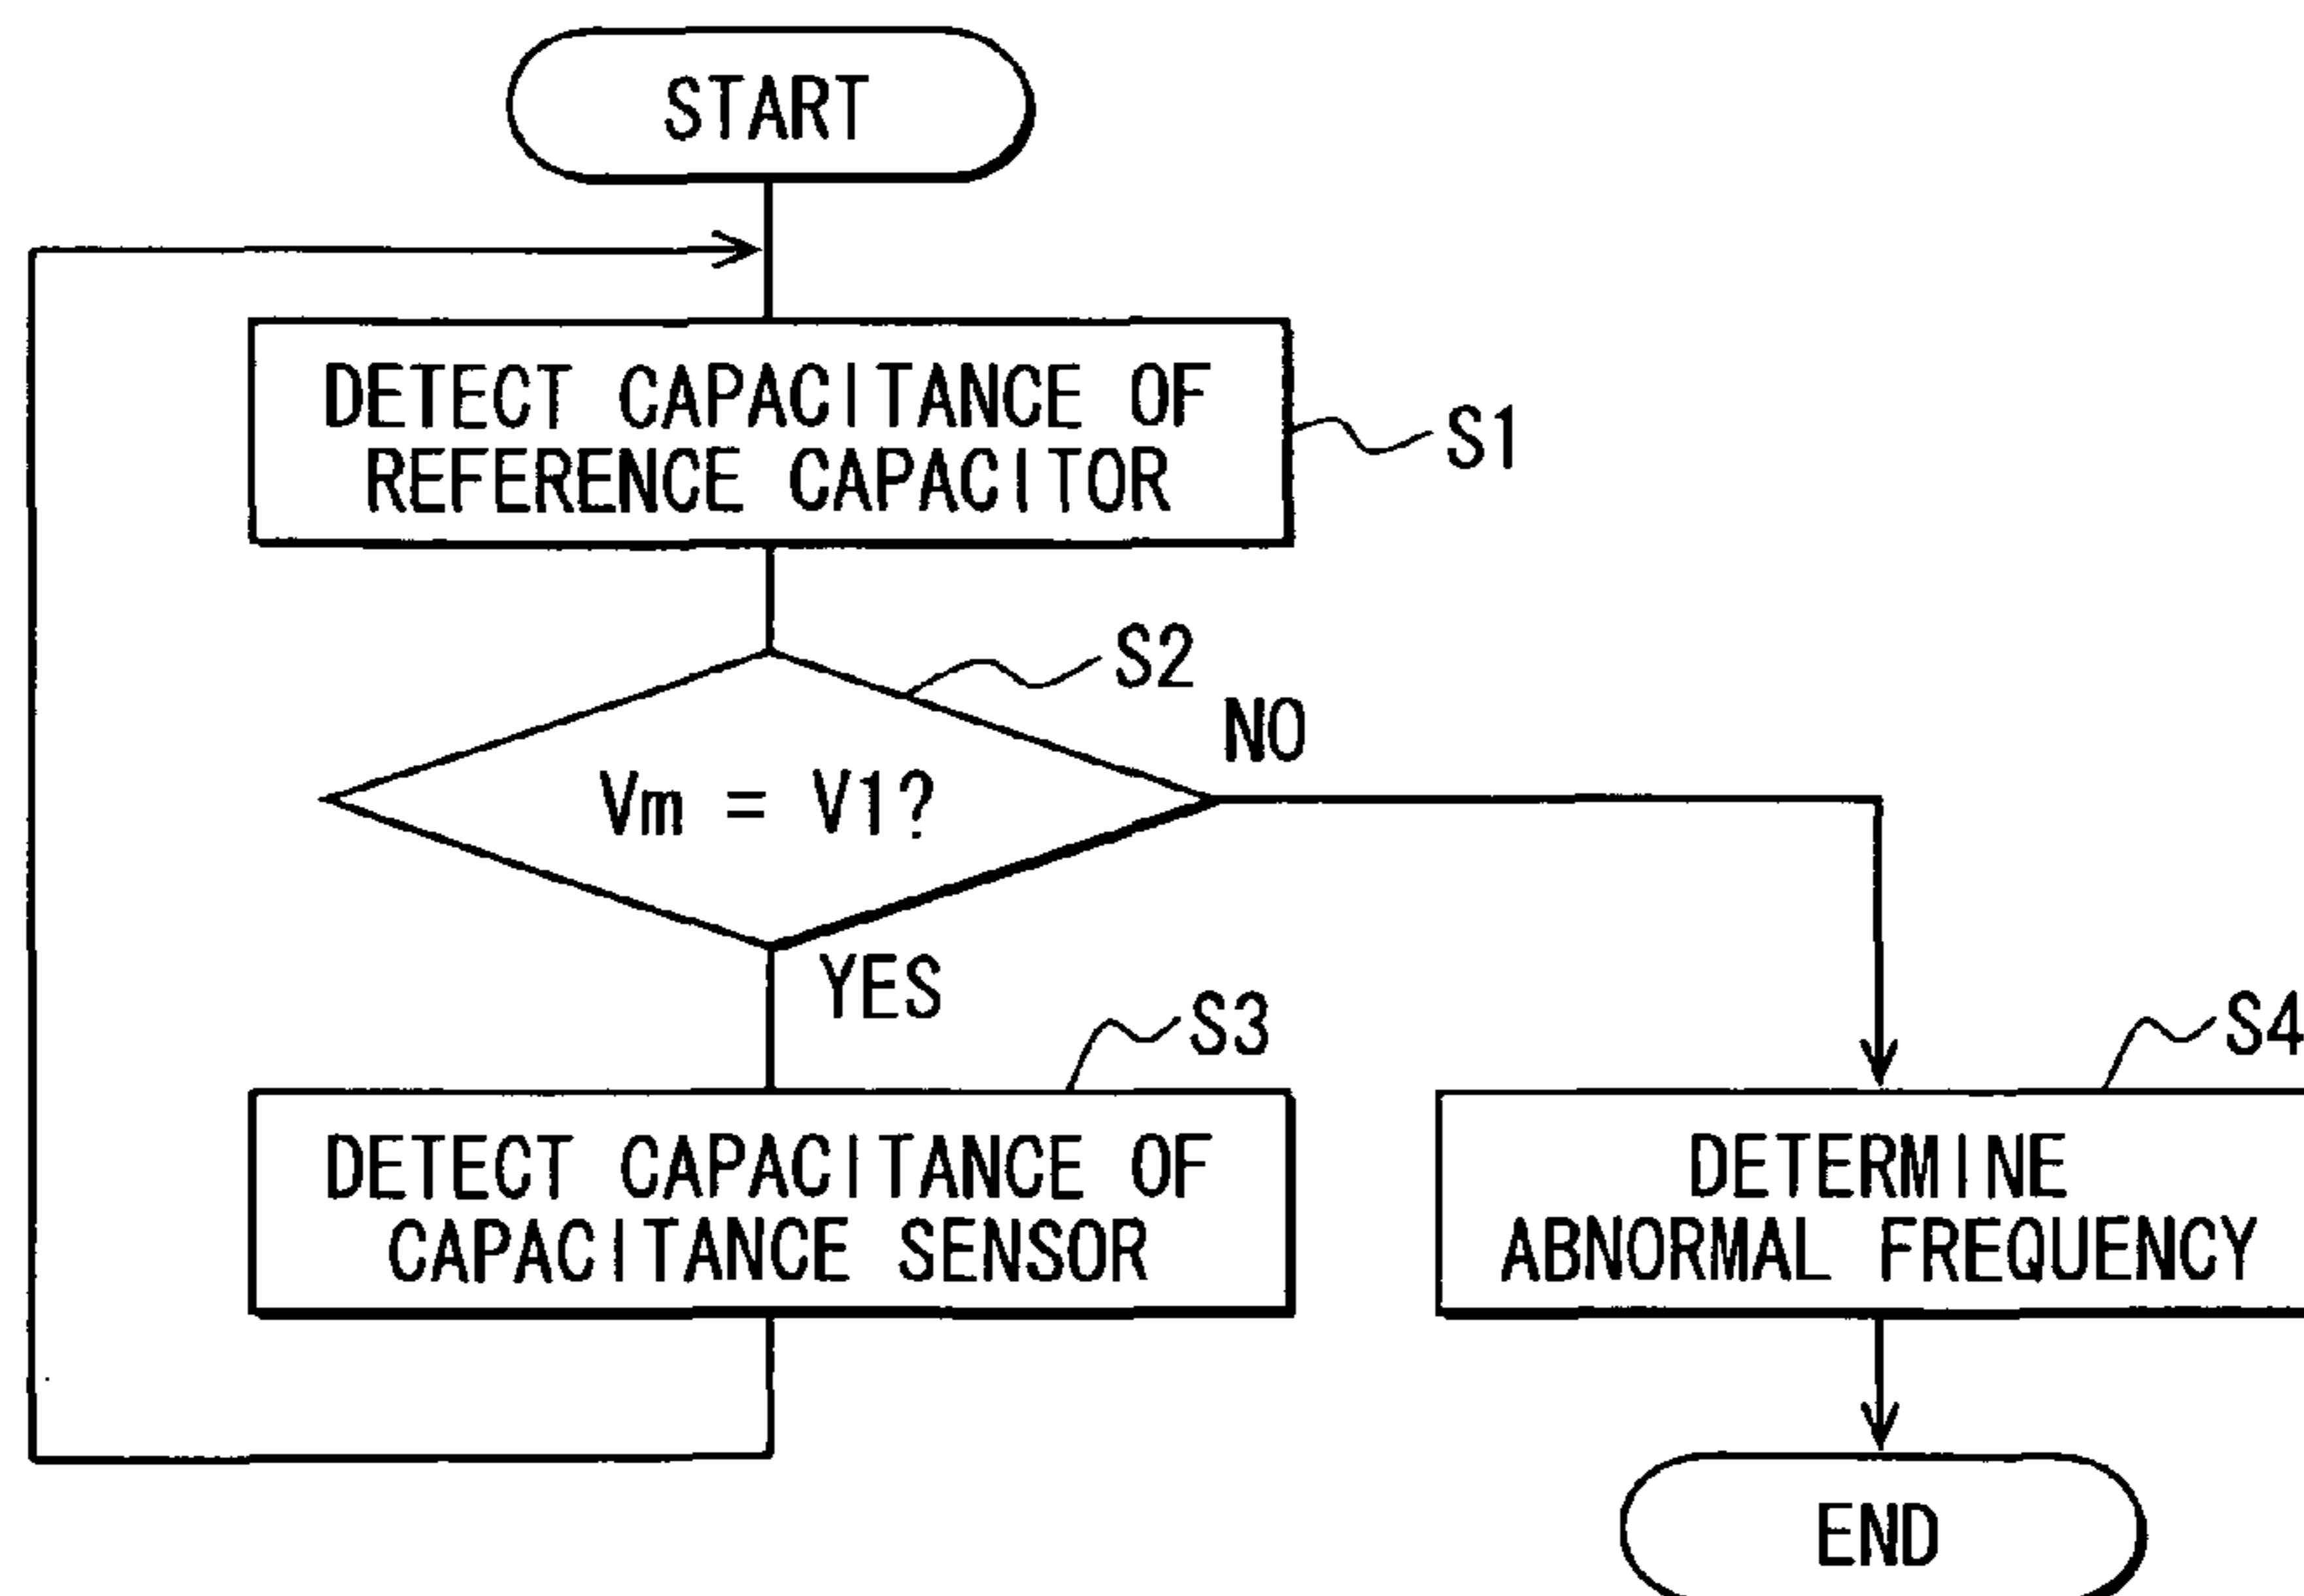 START
DETECT CAPACITANCE OF
REFERENCE CAPACITOR
S1
S2
Vm = V1?
NO
YES
S3
DETECT CAPACITANCE OF
CAPACITANCE SENSOR
S4
DETERMINE
ABNORMAL FREQUENCY
END